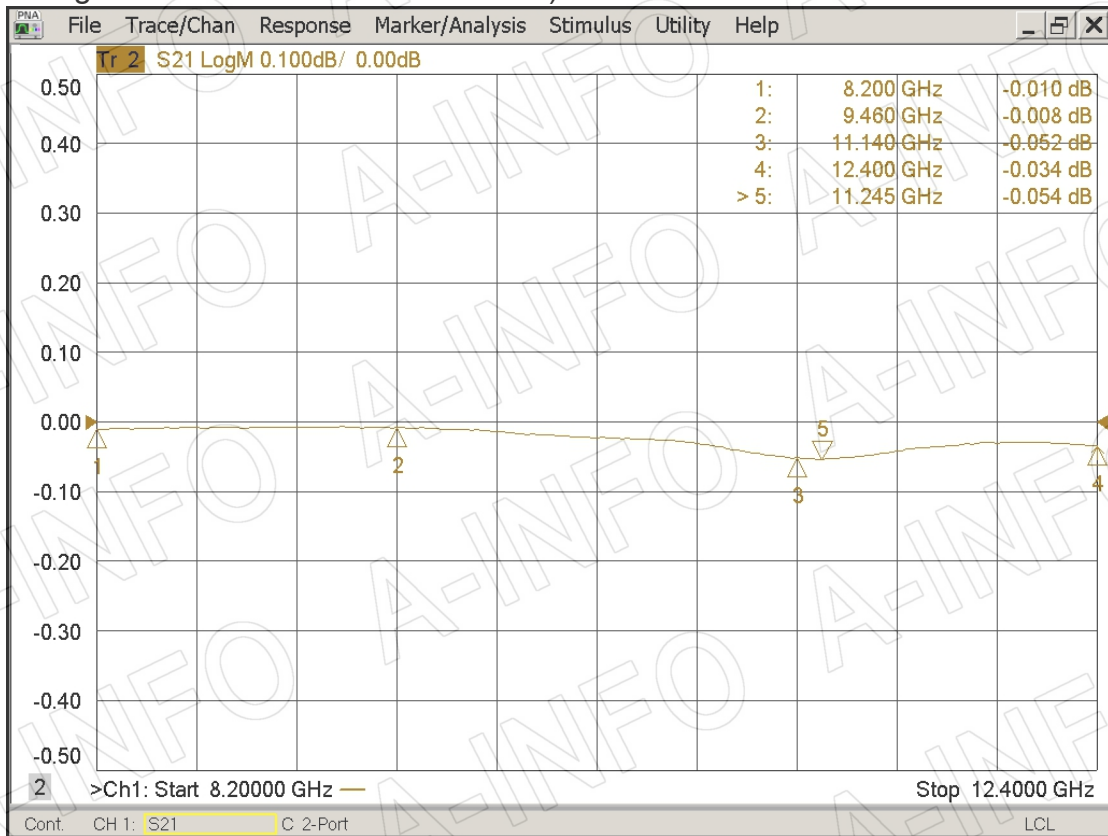 PNA File Trace/Chan Response Marker/Analysis Stimulus Utility Help
Tr 2 S21 LogM 0.100dB/ 0.00dB
0.50
0.40
0.30
0.20
0.10
0.00
-0.10
-0.20
-0.30
-0.40
-0.50
1: 8.200 GHz -0.010 dB
2: 9.460 GHz -0.008 dB
3: 11.140 GHz -0.052 dB
4: 12.400 GHz -0.034 dB
> 5: 11.245 GHz -0.054 dB
1
2
3
5
4
2 >Ch1: Start 8.20000 GHz — Stop 12.4000 GHz
Cont. CH 1: S21 C 2-Port LCL
A-INFO